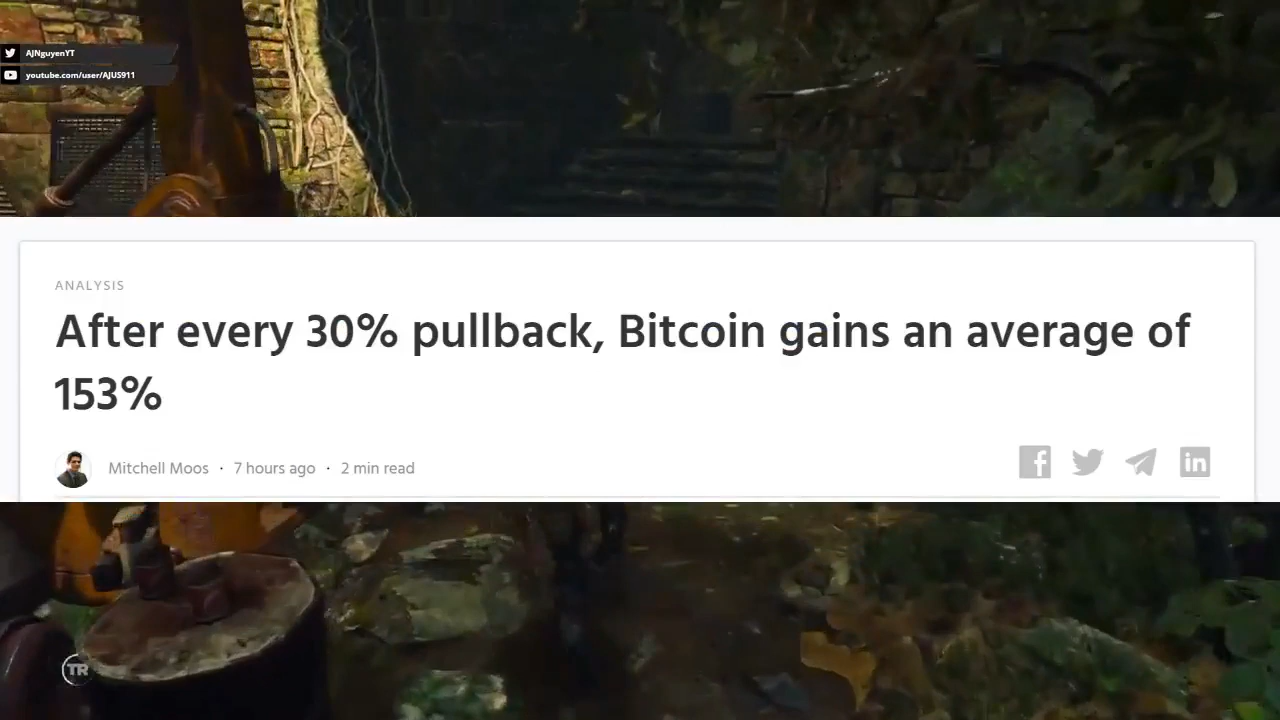 AJNguyenYT
youtube.com/user/AJUS911
ANALYSIS
After every 30% pullback, Bitcoin gains an average of
153%
Mitchell Moos · 7 hours ago · 2 min read
TR